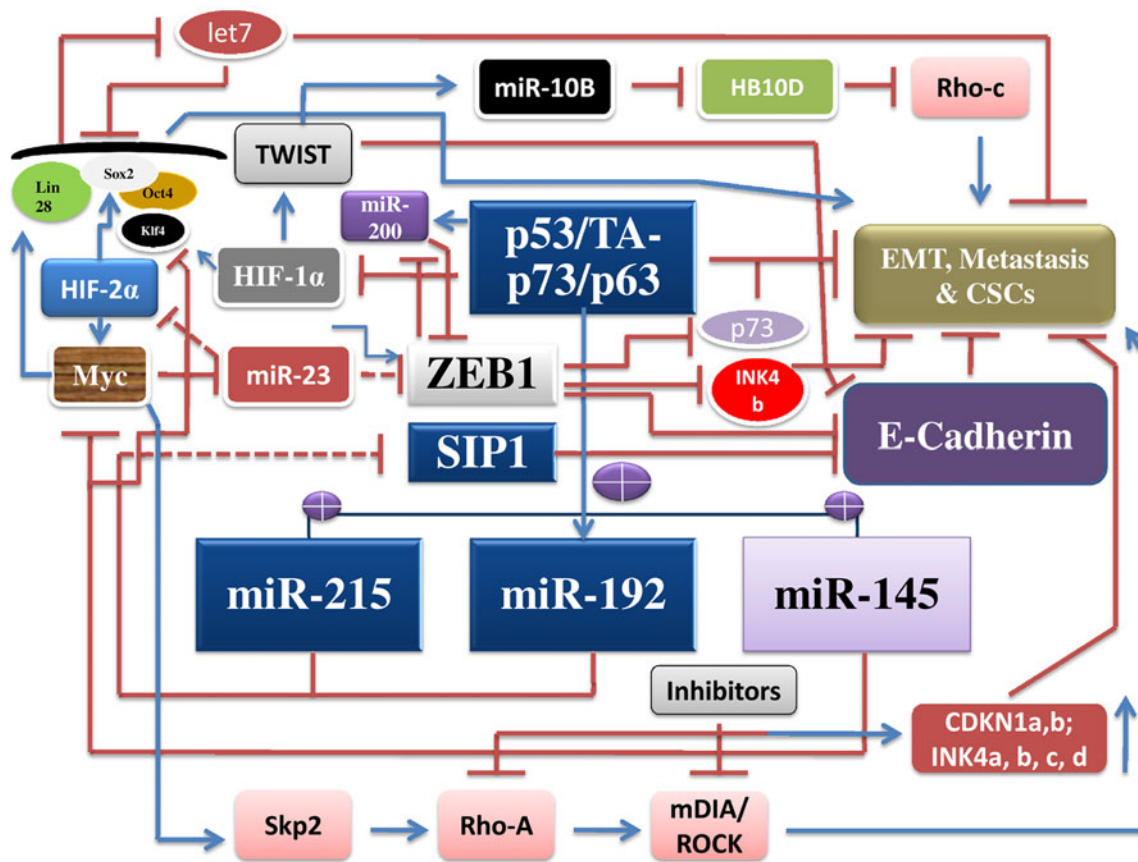 let7
miR-10B
HB10D
Rho-c
TWIST
Sox2
Lin
28
Oct4
Klf4
miR-
200
p53/TA-
p73/p63
EMT, Metastasis
& CSCs
HIF-2α
HIF-1α
p73
Myc
miR-23
ZEB1
INK4
b
SIP1
E-Cadherin
miR-215
miR-192
miR-145
Inhibitors
CDKN1a,b;
INK4a, b, c, d
Skp2
Rho-A
mDIA/
ROCK